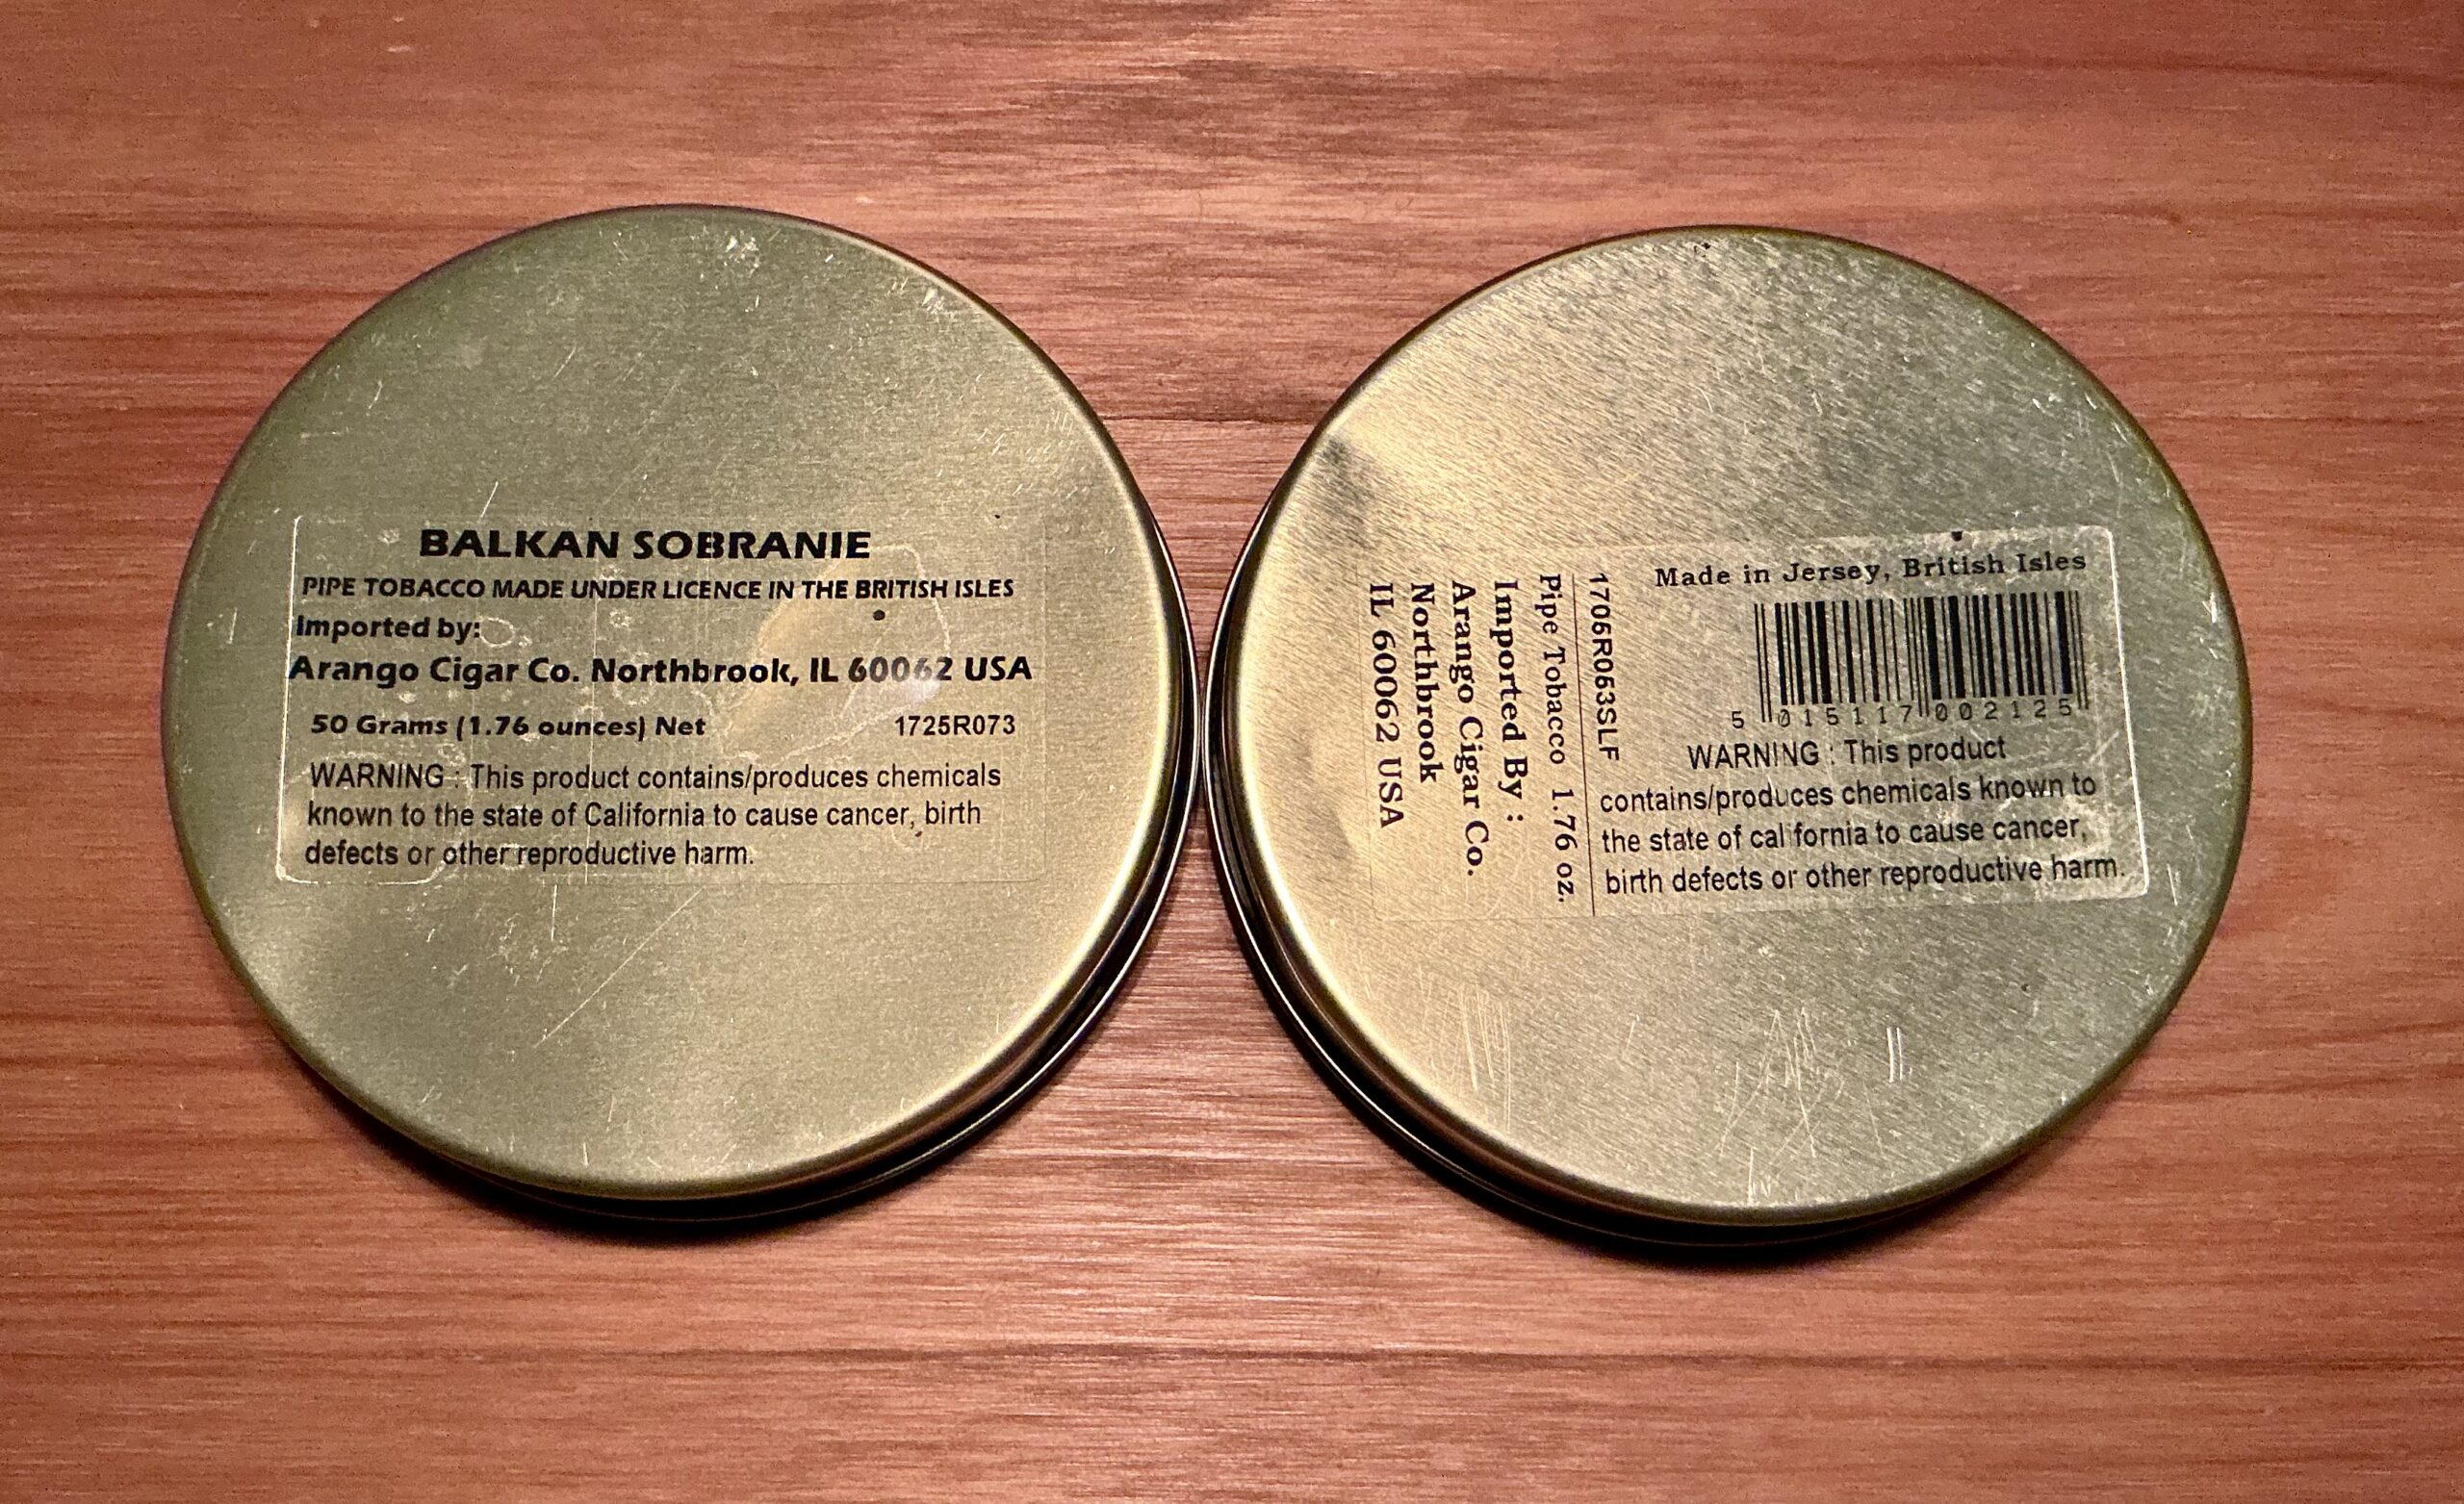 BALKAN SOBRANIE
PIPE TOBACCO MADE UNDER LICENCE IN THE BRITISH ISLES
Imported by:
Arango Cigar Co. Northbrook, IL 60062 USA
50 Grams (1.76 ounces) Net 1725R073
WARNING : This product contains/produces chemicals
known to the state of California to cause cancer, birth
defects or other reproductive harm.
Made in Jersey, British Isles
5 015117 002125
WARNING : This product
contains/produces chemicals known to
the state of cal fornia to cause cancer,
birth defects or other reproductive harm.
1705R053SLF
Pipe Tobacco 1.76 oz.
Imported By :
Arango Cigar Co.
Northbrook
IL 60062 USA